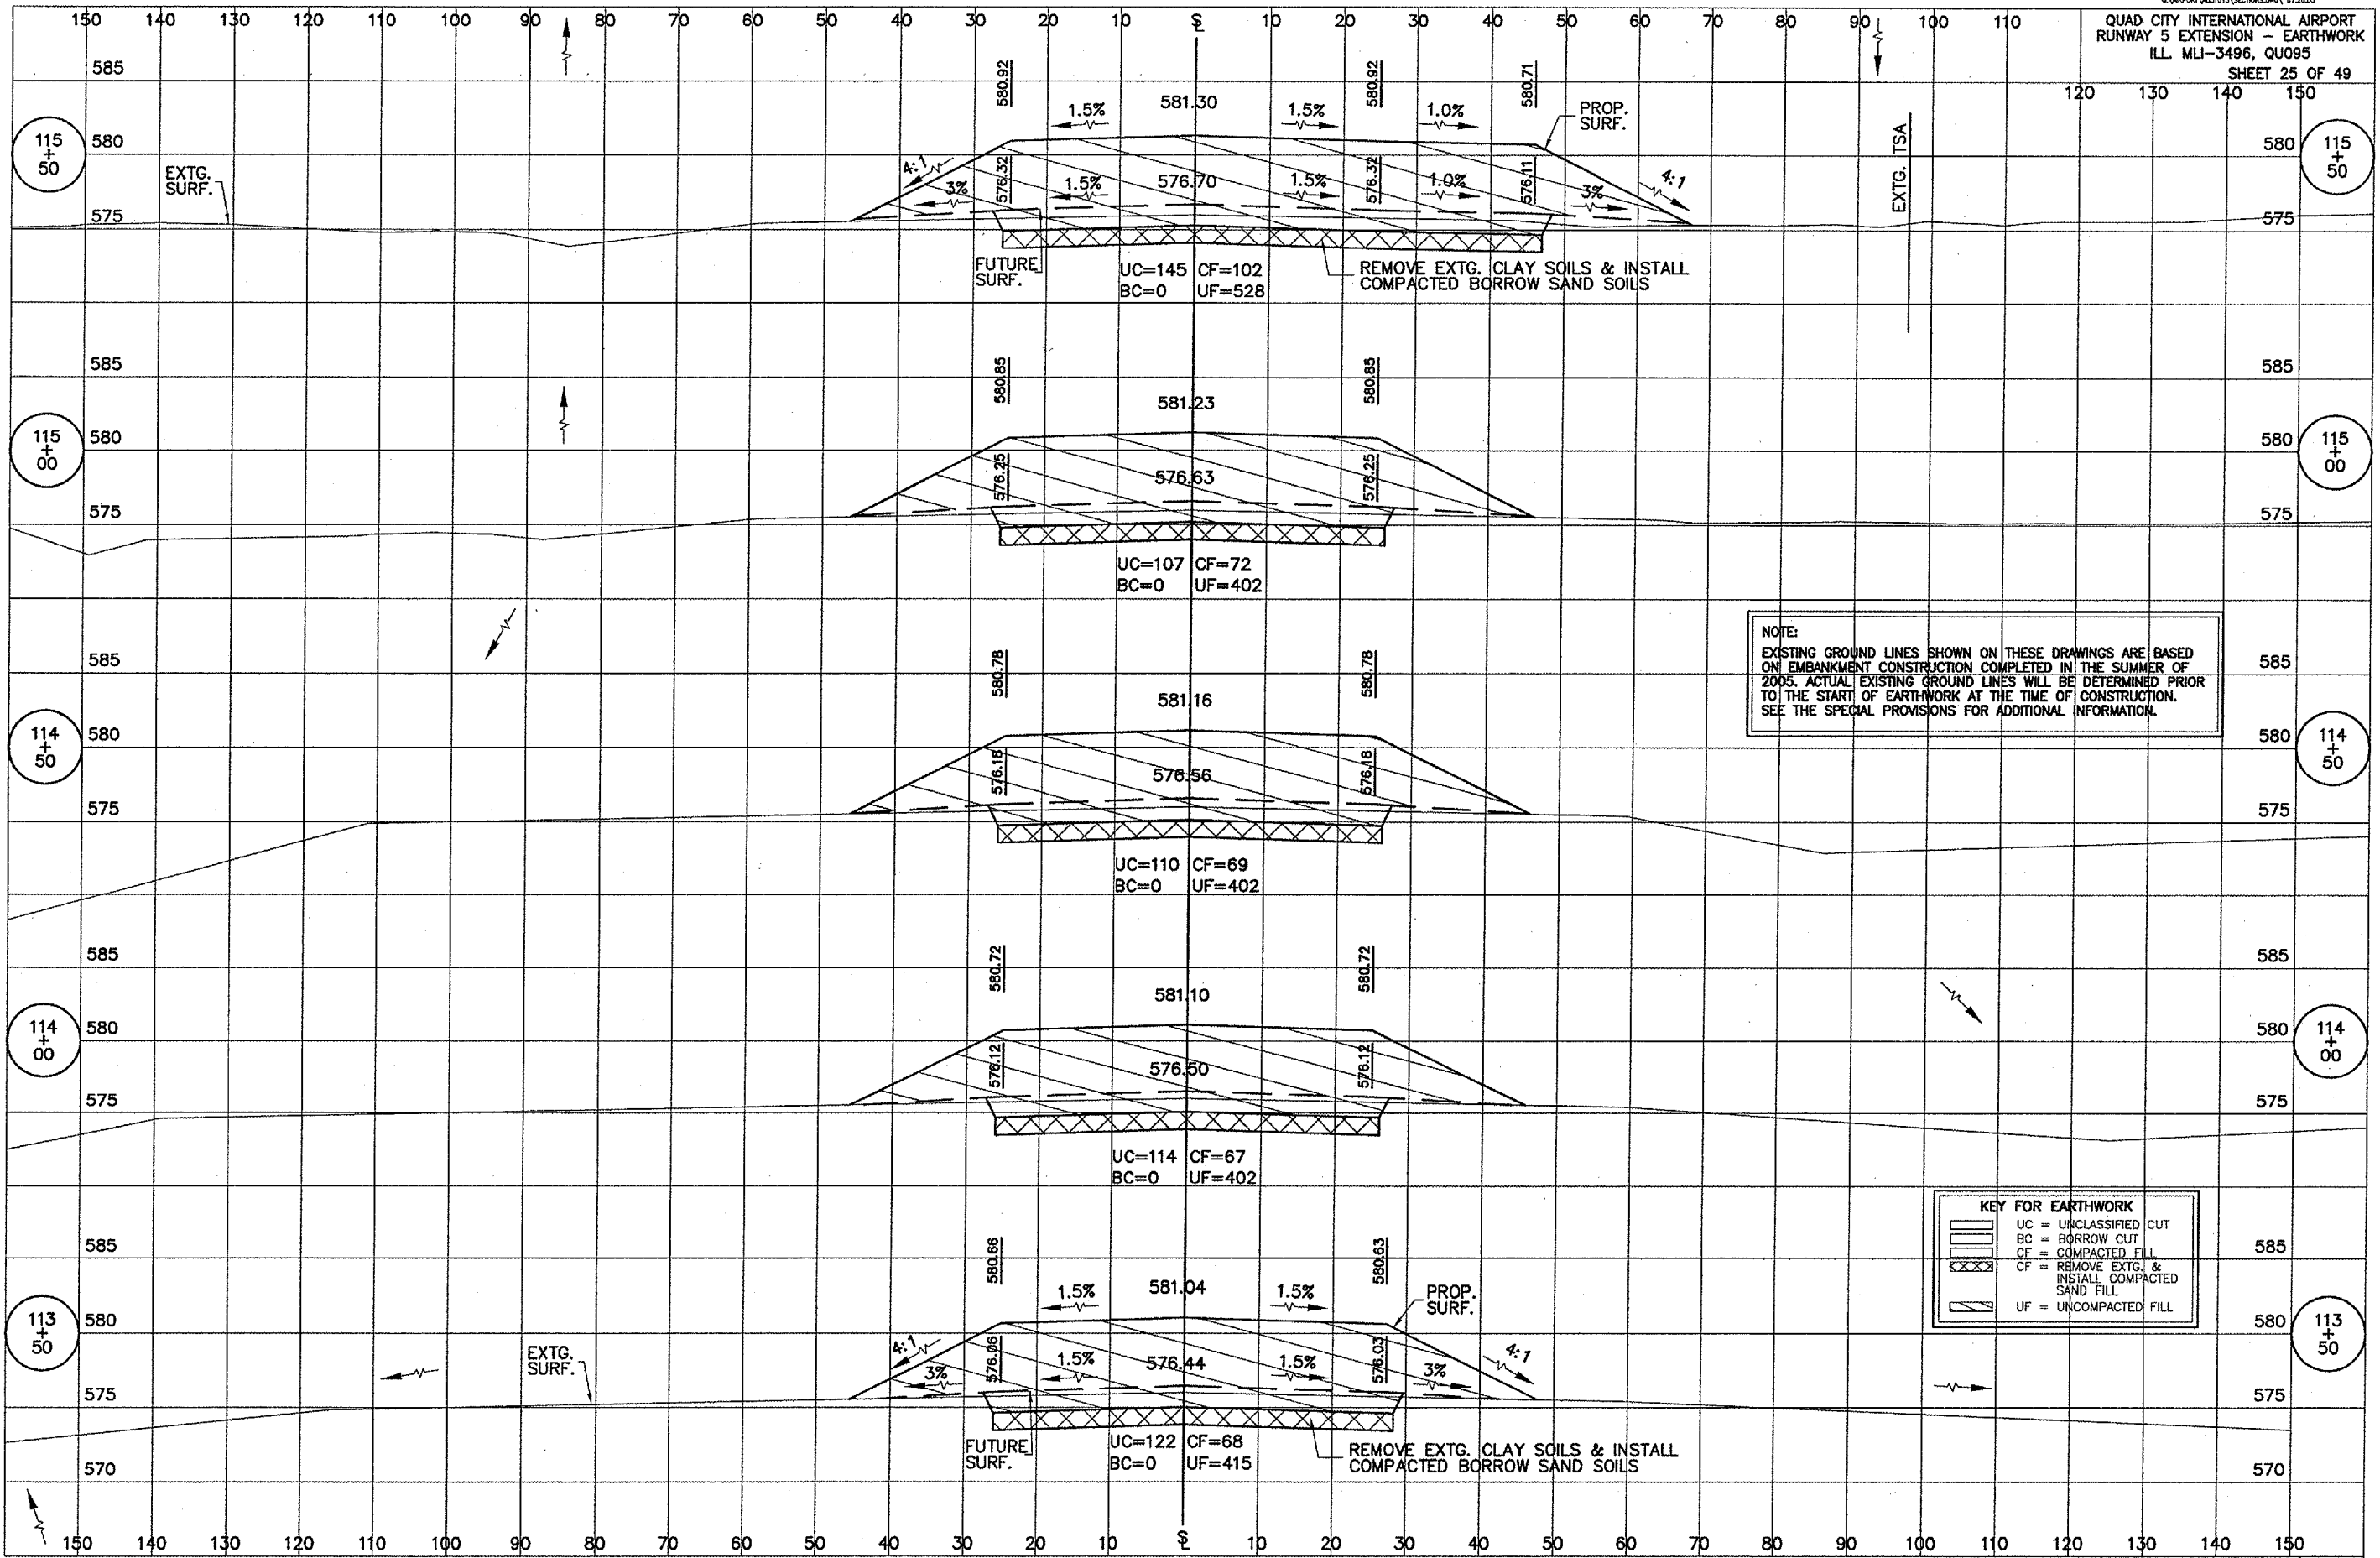 150 140 130 120 110 100 90 80 70 60 50 40 30 20 10 ℄ 10 20 30 40 50 60 70 80 90 100 110
QUAD CITY INTERNATIONAL AIRPORT
RUNWAY 5 EXTENSION – EARTHWORK
ILL. MLI–3496, QU095
SHEET 25 OF 49
120 130 140 150
585
580.92 580.92 580.71
581.30
1.5% 1.5% 1.0%
PROP.
SURF.
EXTG. TSA
115
+
50
580
580
115
+
50
EXTG.
SURF.
4:1
3%
576.32
1.5%
576.70
1.5%
576.32
1.0%
576.11
3%
4:1
575
575
FUTURE
SURF.
UC=145 CF=102
BC=0 UF=528
REMOVE EXTG. CLAY SOILS & INSTALL
COMPACTED BORROW SAND SOILS
585
580.85 580.85
585
581.23
115
+
00
580
580
115
+
00
576.25
576.63
576.25
575
575
UC=107 CF=72
BC=0 UF=402
NOTE:
EXISTING GROUND LINES SHOWN ON THESE DRAWINGS ARE BASED
ON EMBANKMENT CONSTRUCTION COMPLETED IN THE SUMMER OF
2005. ACTUAL EXISTING GROUND LINES WILL BE DETERMINED PRIOR
TO THE START OF EARTHWORK AT THE TIME OF CONSTRUCTION.
SEE THE SPECIAL PROVISIONS FOR ADDITIONAL INFORMATION.
585
580.78 580.78
585
581.16
114
+
50
580
580
114
+
50
576.18
576.56
576.18
575
575
UC=110 CF=69
BC=0 UF=402
585
580.72 580.72
585
581.10
114
+
00
580
580
114
+
00
576.12
576.50
576.12
575
575
UC=114 CF=67
BC=0 UF=402
KEY FOR EARTHWORK
UC = UNCLASSIFIED CUT
BC = BORROW CUT
CF = COMPACTED FILL
CF = REMOVE EXTG. &
INSTALL COMPACTED
SAND FILL
UF = UNCOMPACTED FILL
585
580.66 580.63
585
1.5% 581.04 1.5%
PROP.
SURF.
113
+
50
580
580
113
+
50
EXTG.
SURF.
4:1
3%
576.06
1.5%
576.44
1.5%
576.03
3%
4:1
575
575
FUTURE
SURF.
UC=122 CF=68
BC=0 UF=415
REMOVE EXTG. CLAY SOILS & INSTALL
COMPACTED BORROW SAND SOILS
570
570
150 140 130 120 110 100 90 80 70 60 50 40 30 20 10 ℄ 10 20 30 40 50 60 70 80 90 100 110 120 130 140 150